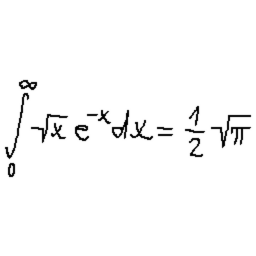 ∫₀^∞ √x e^{-x} dx = 1/2 √π